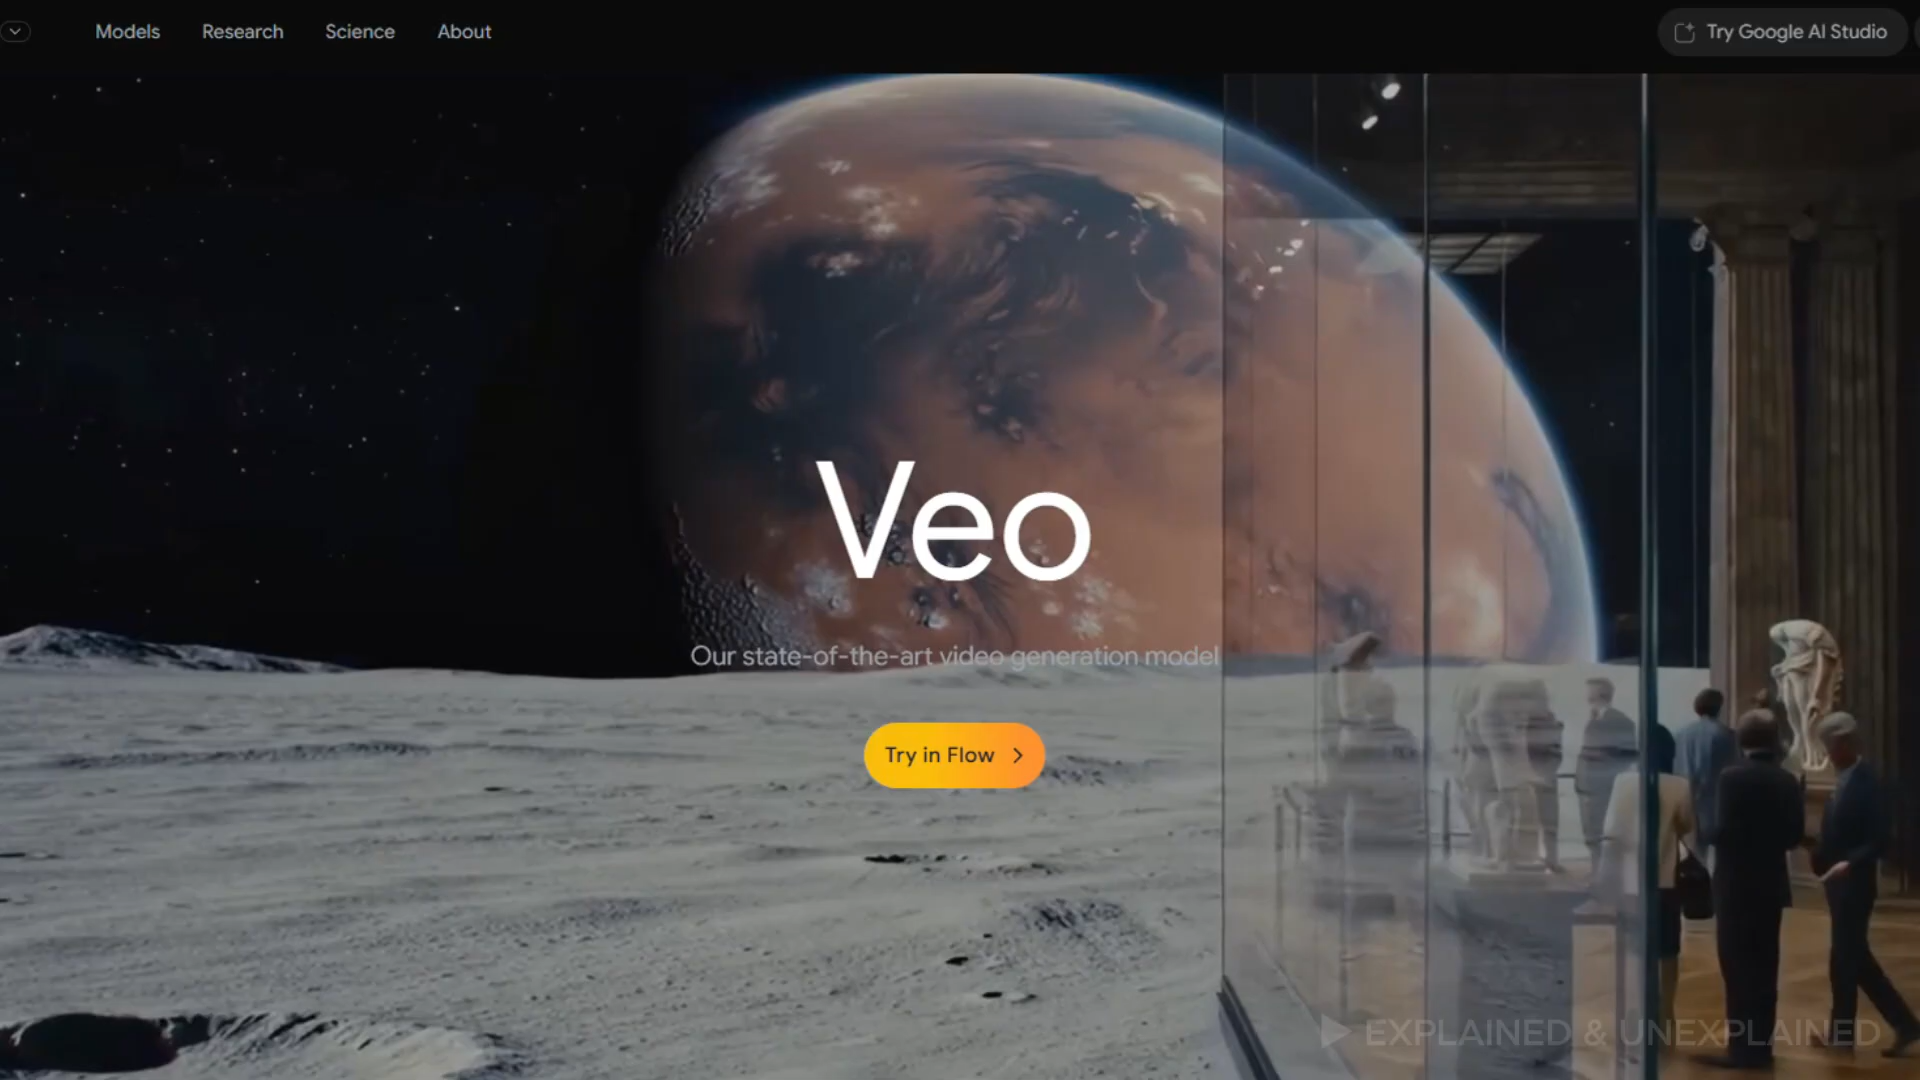 Models Research Science About Try Google AI Studio
Veo
Our state-of-the-art video generation model
Try in Flow
EXPLAINED & UNEXPLAINED